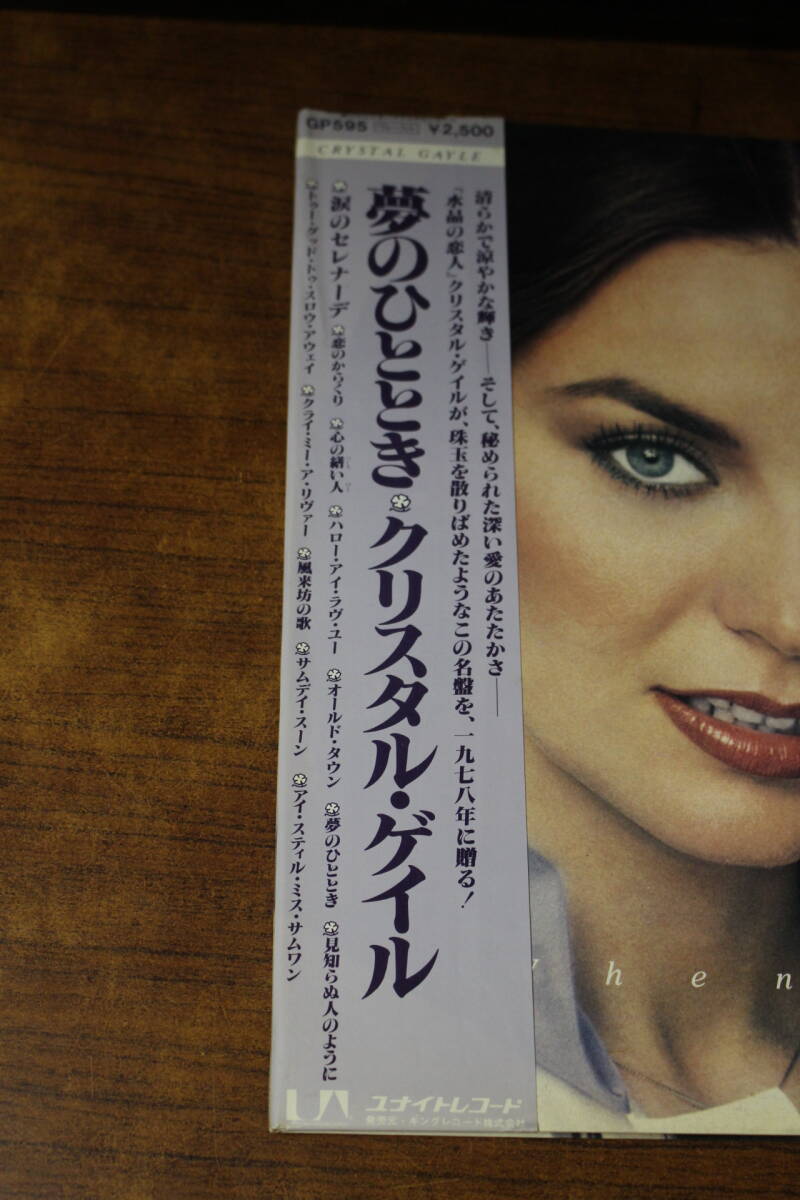 GP595 ¥2,500
CRYSTAL GAYLE
清らかで涼やかな輝き──そして、秘められた深い愛のあたたかさ──
「水晶の恋人」クリスタル・ゲイルが、珠玉を散りばめたようなこの名盤を、一九七八年に贈る!
夢のひととき クリスタル・ゲイル
涙のセレナーデ 恋のからくり 心の繕い人 ハロー・アイ・ラヴ・ユー オールド・タウン 夢のひととき 見知らぬ人のように
トゥー・グッド・トゥ・スロウ・アウェイ クライ・ミー・ア・リヴァー 風来坊の歌 サムデイ・スーン アイ・スティル・ミス・サムワン
When
UA ユナイトレコード
発売元・キングレコード株式会社